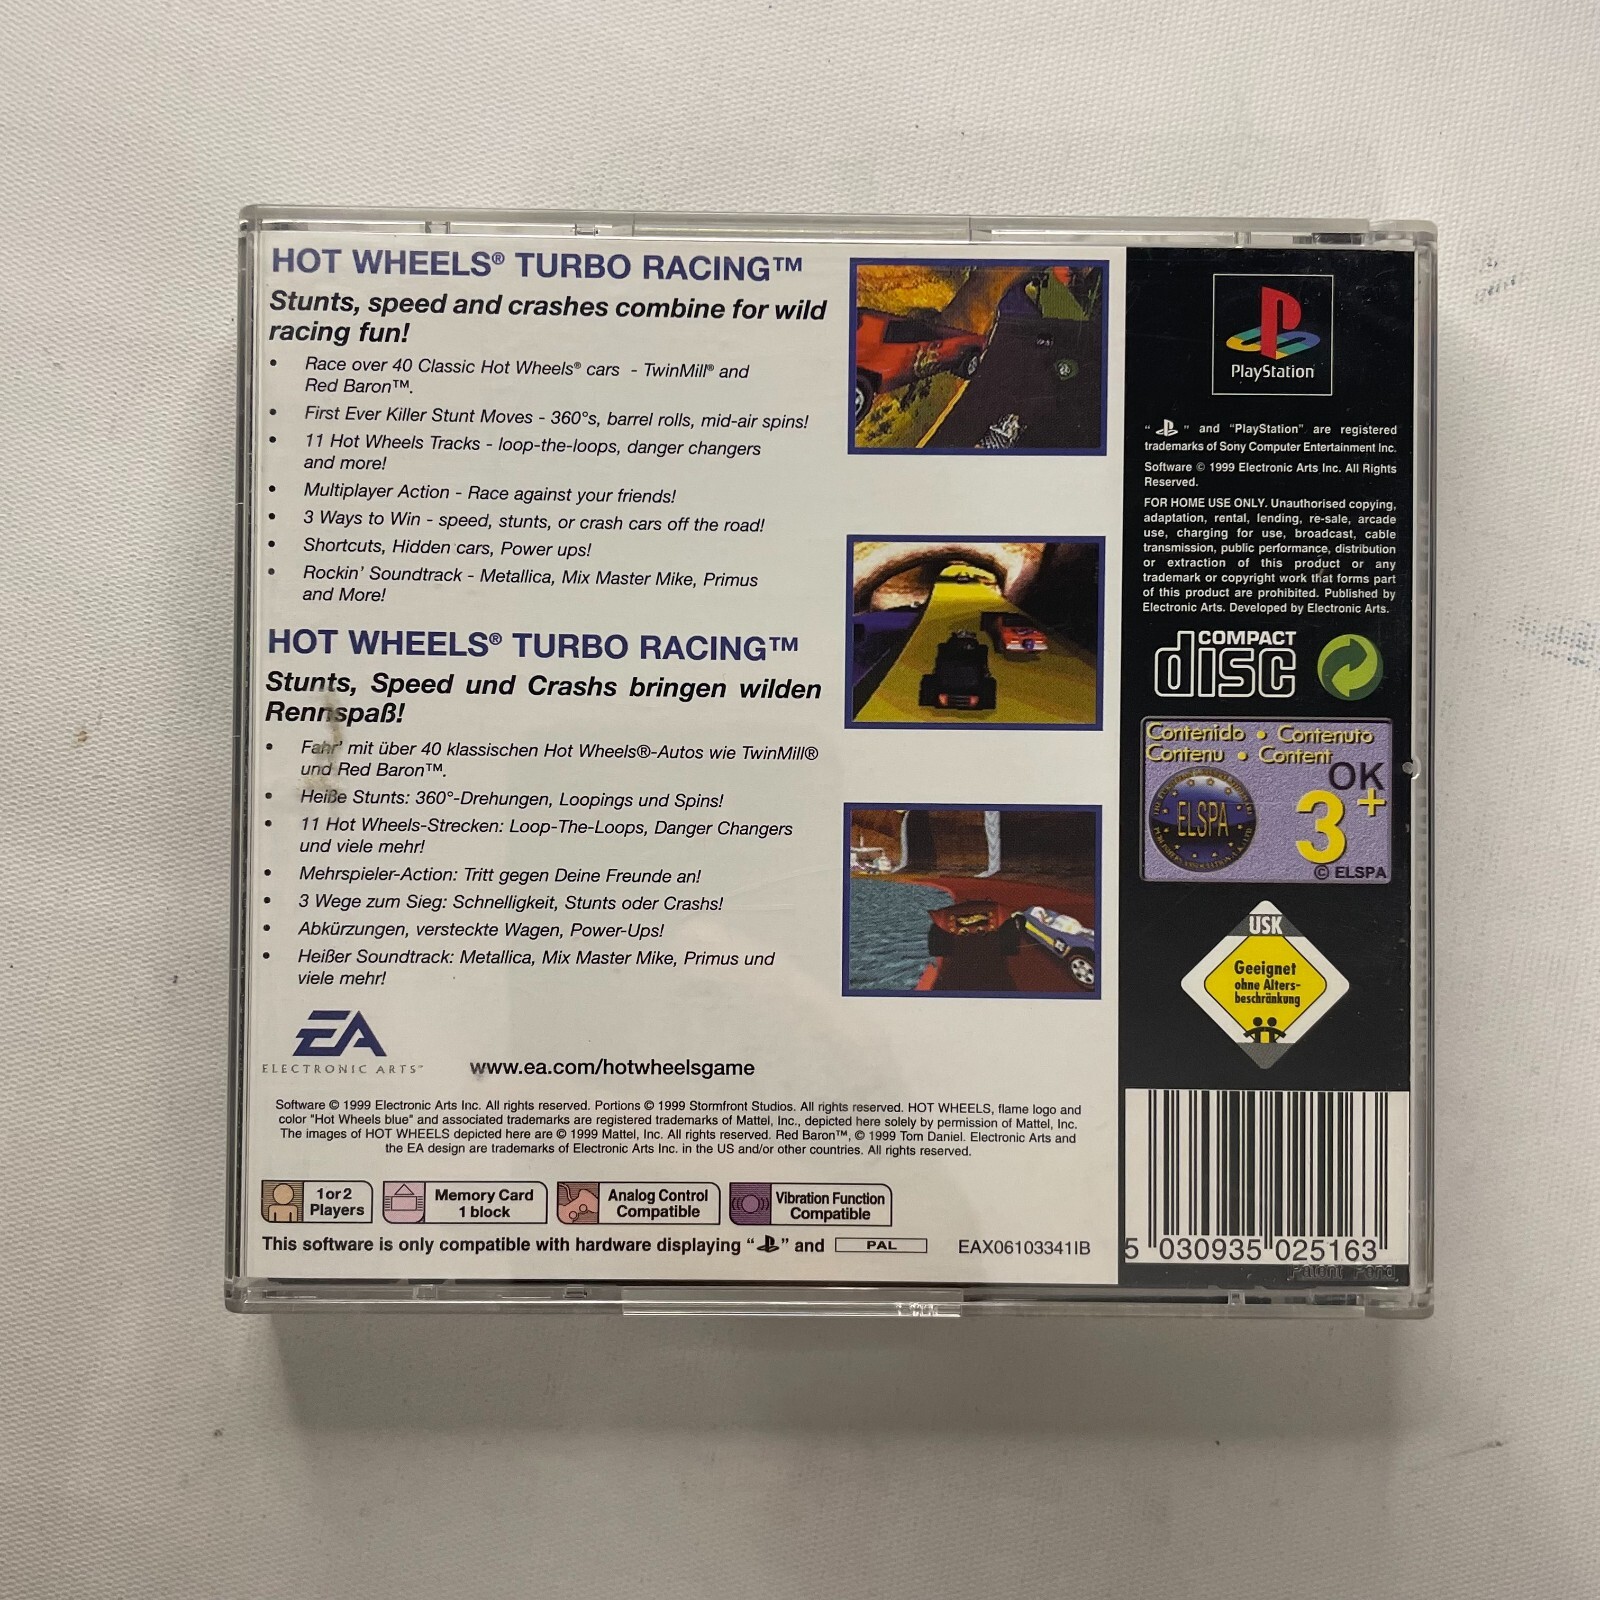 HOT WHEELS® TURBO RACING™
Stunts, speed and crashes combine for wild
racing fun!
• Race over 40 Classic Hot Wheels® cars - TwinMill® and
Red Baron™.
• First Ever Killer Stunt Moves - 360°s, barrel rolls, mid-air spins!
• 11 Hot Wheels Tracks - loop-the-loops, danger changers
and more!
• Multiplayer Action - Race against your friends!
• 3 Ways to Win - speed, stunts, or crash cars off the road!
• Shortcuts, Hidden cars, Power ups!
• Rockin' Soundtrack - Metallica, Mix Master Mike, Primus
and More!
HOT WHEELS® TURBO RACING™
Stunts, Speed und Crashs bringen wilden
Rennspaß!
• Fahr' mit über 40 klassischen Hot Wheels®-Autos wie TwinMill®
und Red Baron™.
• Heiße Stunts: 360°-Drehungen, Loopings und Spins!
• 11 Hot Wheels-Strecken: Loop-The-Loops, Danger Changers
und viele mehr!
• Mehrspieler-Action: Tritt gegen Deine Freunde an!
• 3 Wege zum Sieg: Schnelligkeit, Stunts oder Crashs!
• Abkürzungen, versteckte Wagen, Power-Ups!
• Heißer Soundtrack: Metallica, Mix Master Mike, Primus und
viele mehr!
EA
ELECTRONIC ARTS™
www.ea.com/hotwheelsgame
Software © 1999 Electronic Arts Inc. All rights reserved. Portions © 1999 Stormfront Studios. All rights reserved. HOT WHEELS, flame logo and
color "Hot Wheels blue" and associated trademarks are registered trademarks of Mattel, Inc., depicted here solely by permission of Mattel, Inc.
The images of HOT WHEELS depicted here are © 1999 Mattel, Inc. All rights reserved. Red Baron™, © 1999 Tom Daniel. Electronic Arts and
the EA design are trademarks of Electronic Arts Inc. in the US and/or other countries. All rights reserved.
1 or 2
Players
Memory Card
1 block
Analog Control
Compatible
Vibration Function
Compatible
This software is only compatible with hardware displaying " " and PAL EAX06103341IB
PlayStation
" " and "PlayStation" are registered
trademarks of Sony Computer Entertainment Inc.
Software © 1999 Electronic Arts Inc. All Rights
Reserved.
FOR HOME USE ONLY. Unauthorised copying,
adaptation, rental, lending, re-sale, arcade
use, charging for use, broadcast, cable
transmission, public performance, distribution
or extraction of this product or any
trademark or copyright work that forms part
of this product are prohibited. Published by
Electronic Arts. Developed by Electronic Arts.
COMPACT
disc
Contenido • Contenuto
Contenu • Content
OK
3+
ELSPA
© ELSPA
USK
Geeignet
ohne Alters-
beschränkung
5 030935 025163
Patent Pend.